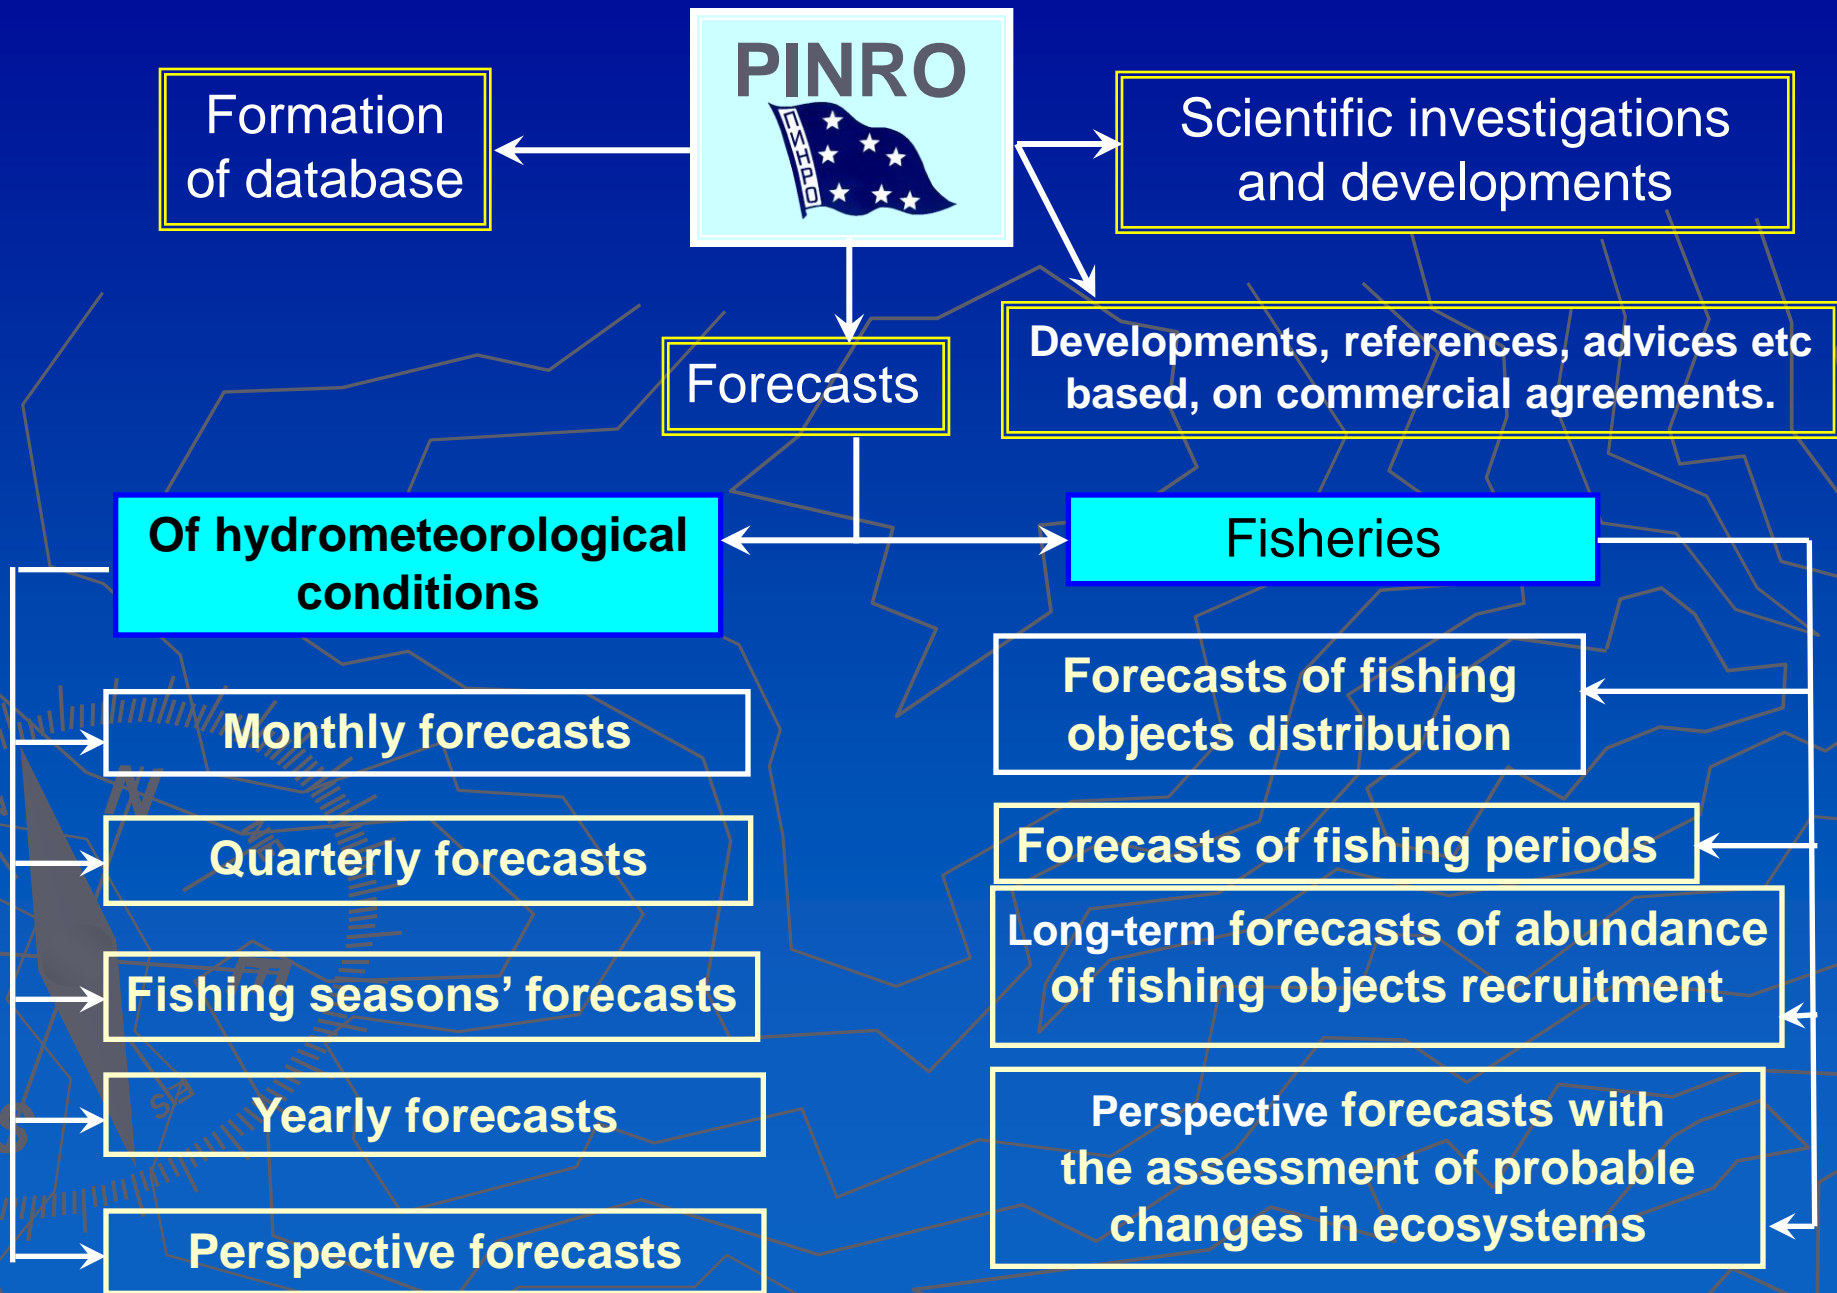 PINRO
ПИНРО
Formation
of database
Scientific investigations
and developments
Forecasts
Developments, references, advices etc
based, on commercial agreements.
Of hydrometeorological
conditions
Fisheries
Monthly forecasts
Quarterly forecasts
Fishing seasons’ forecasts
Yearly forecasts
Perspective forecasts
Forecasts of fishing
objects distribution
Forecasts of fishing periods
Long-term forecasts of abundance
of fishing objects recruitment
Perspective forecasts with
the assessment of probable
changes in ecosystems
N
NE
E
SE
S